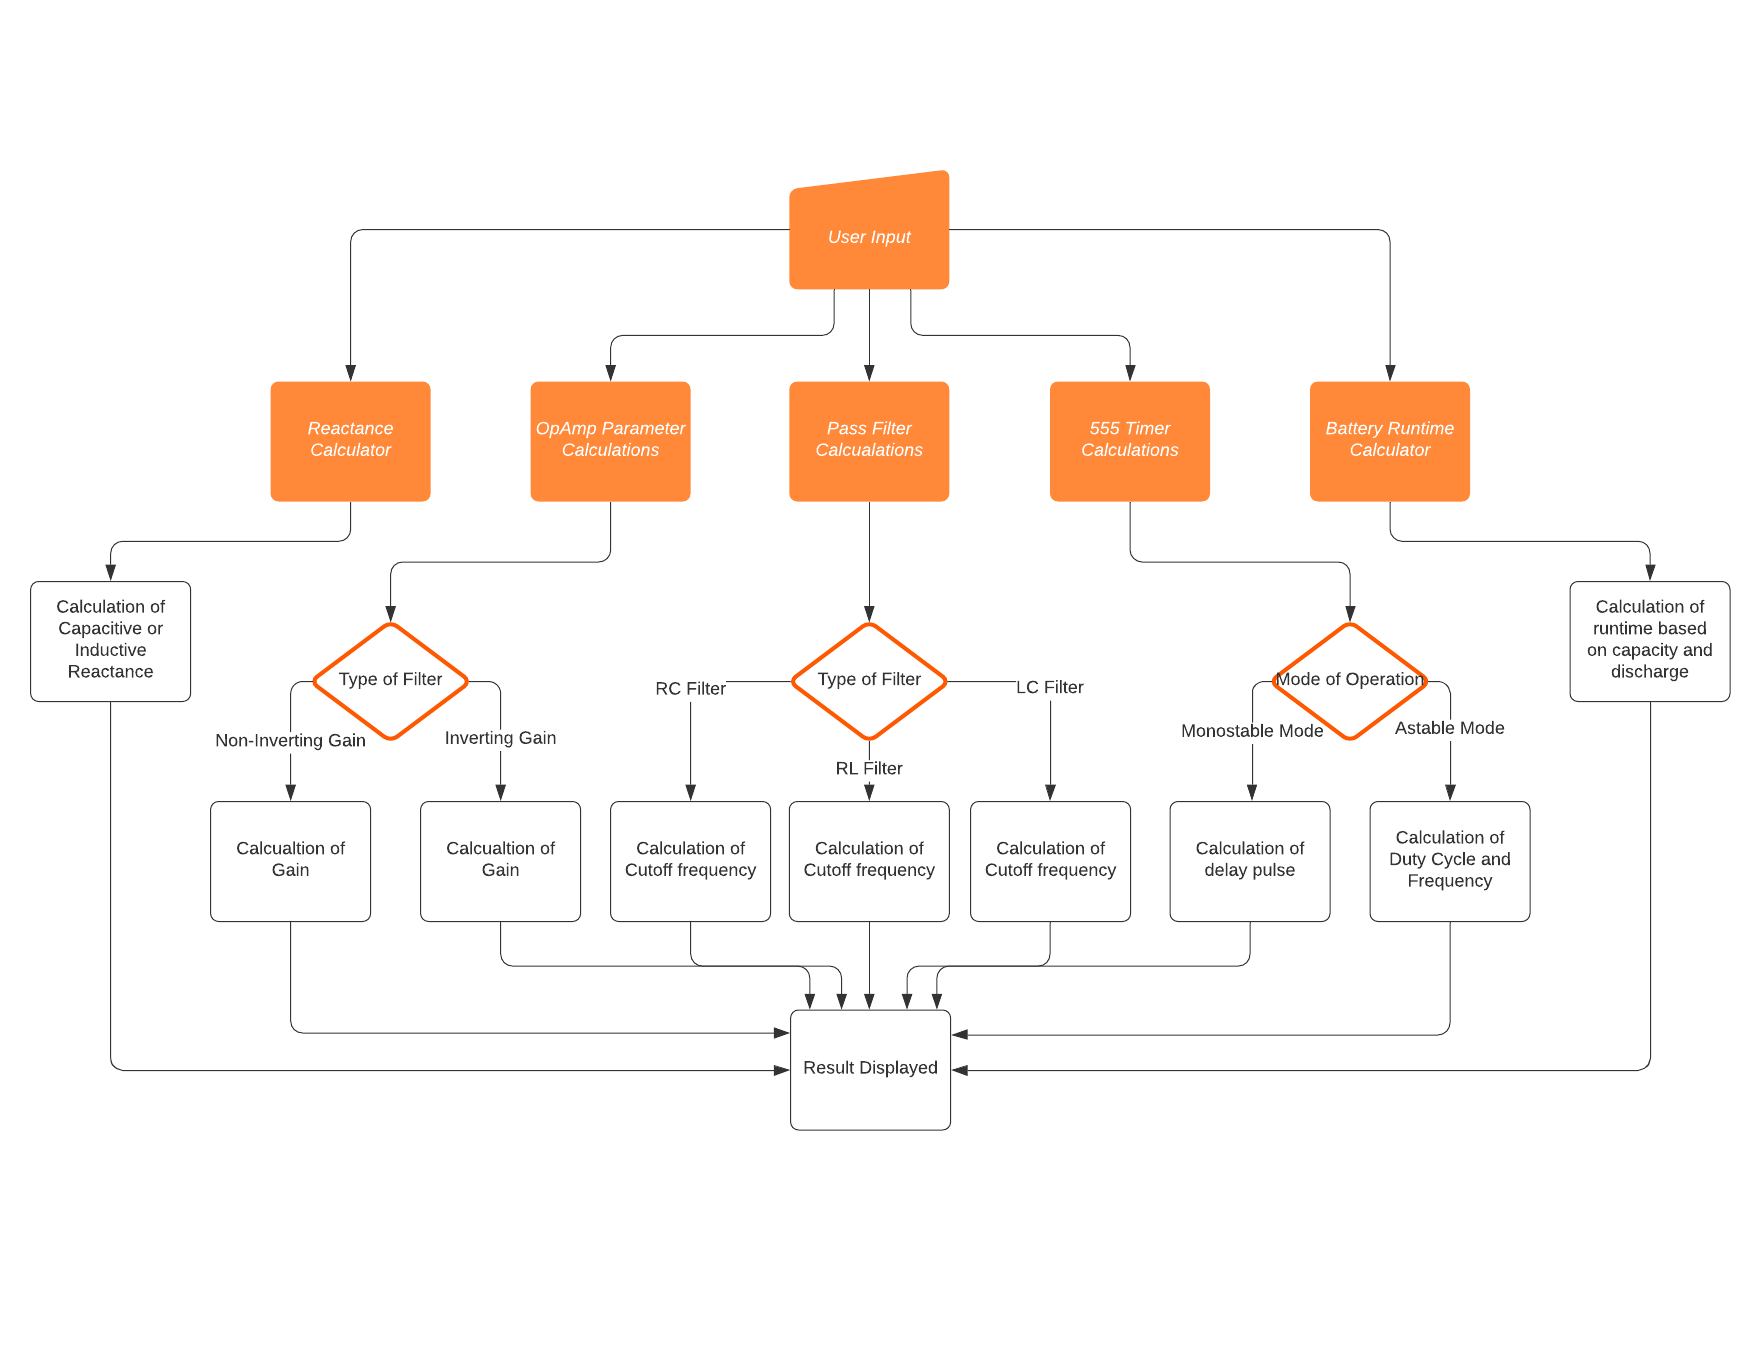 User Input
Reactance
Calculator
OpAmp Parameter
Calculations
Pass Filter
Calcualations
555 Timer
Calculations
Battery Runtime
Calculator
Calculation of
Capacitive or
Inductive
Reactance
Type of Filter
Type of Filter
Mode of Operation
Calculation of
runtime based
on capacity and
discharge
Non-Inverting Gain
Inverting Gain
RC Filter
RL Filter
LC Filter
Monostable Mode
Astable Mode
Calcualtion of
Gain
Calcualtion of
Gain
Calculation of
Cutoff frequency
Calculation of
Cutoff frequency
Calculation of
Cutoff frequency
Calculation of
delay pulse
Calculation of
Duty Cycle and
Frequency
Result Displayed